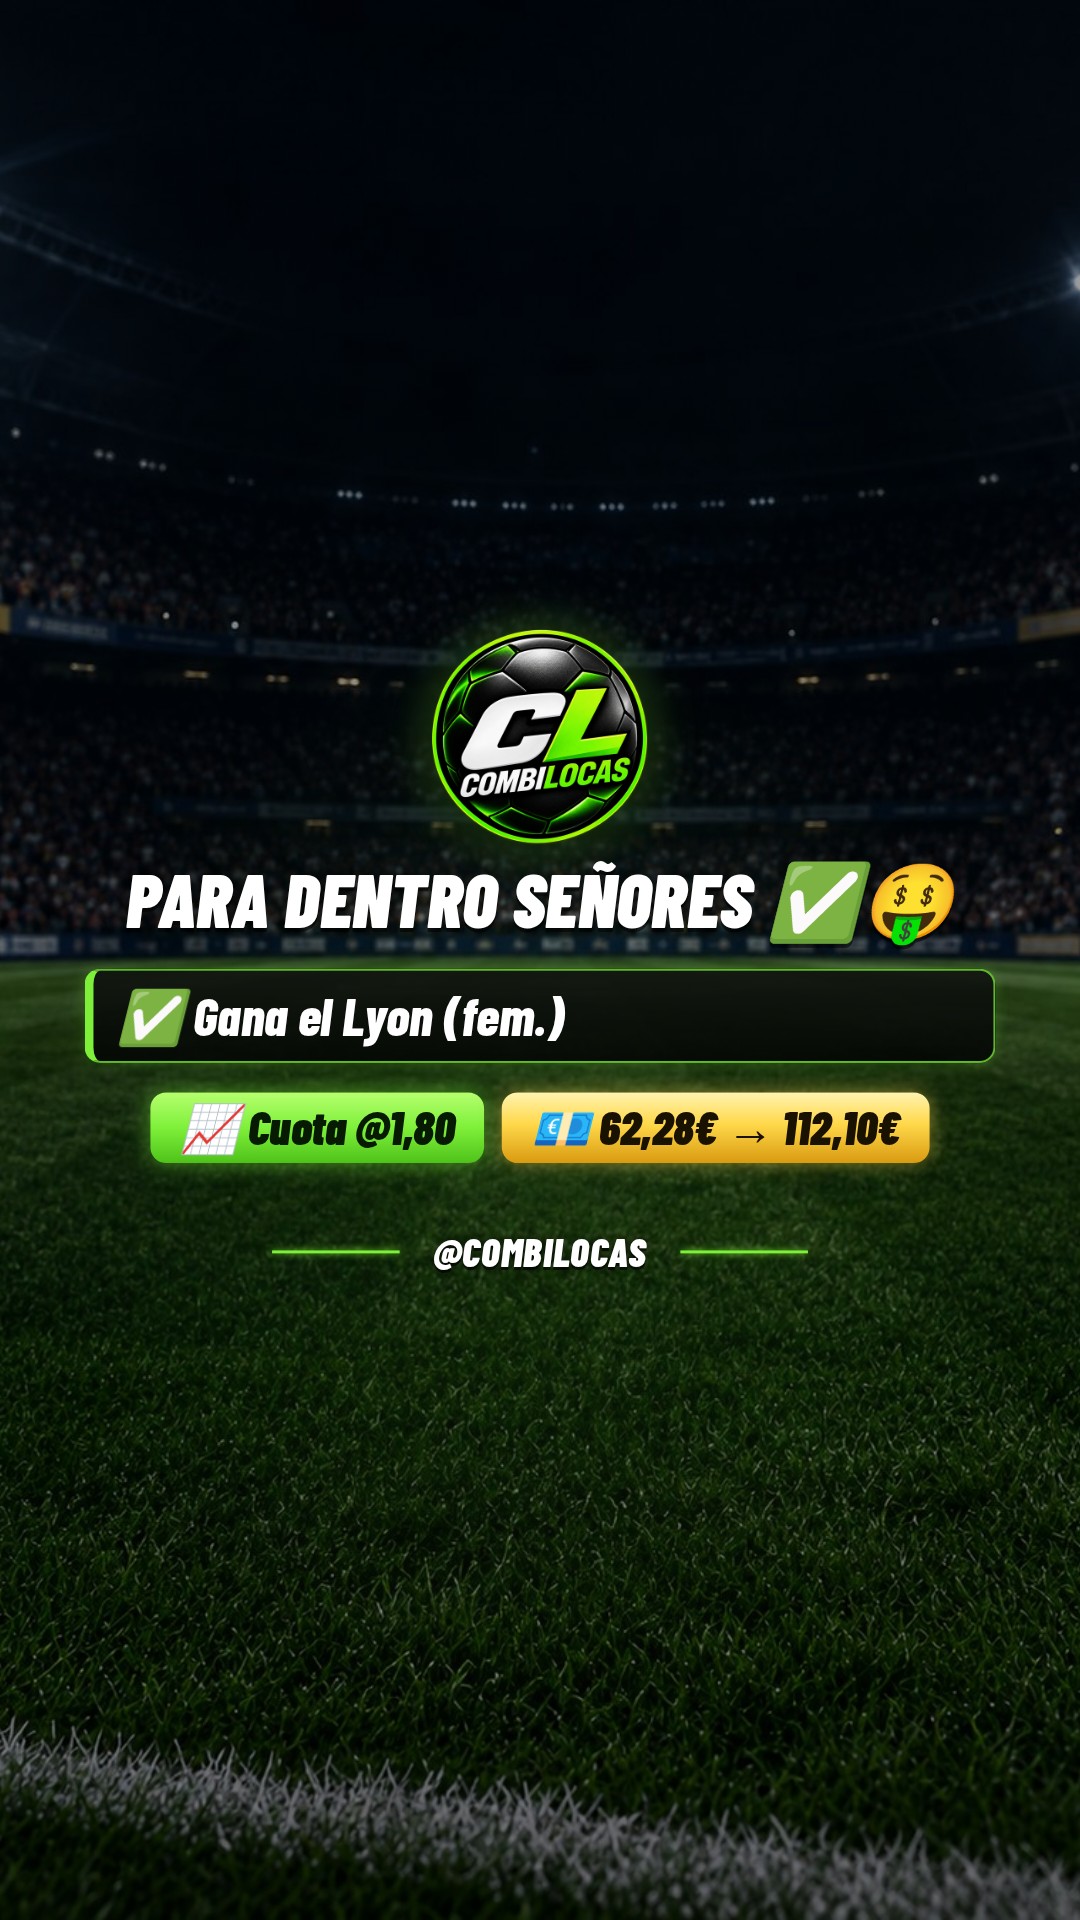 CL
COMBILOCAS
PARA DENTRO SEÑORES ✅🤑
✅ Gana el Lyon (fem.)
📈 Cuota @1,80
💶 62,28€ → 112,10€
@COMBILOCAS